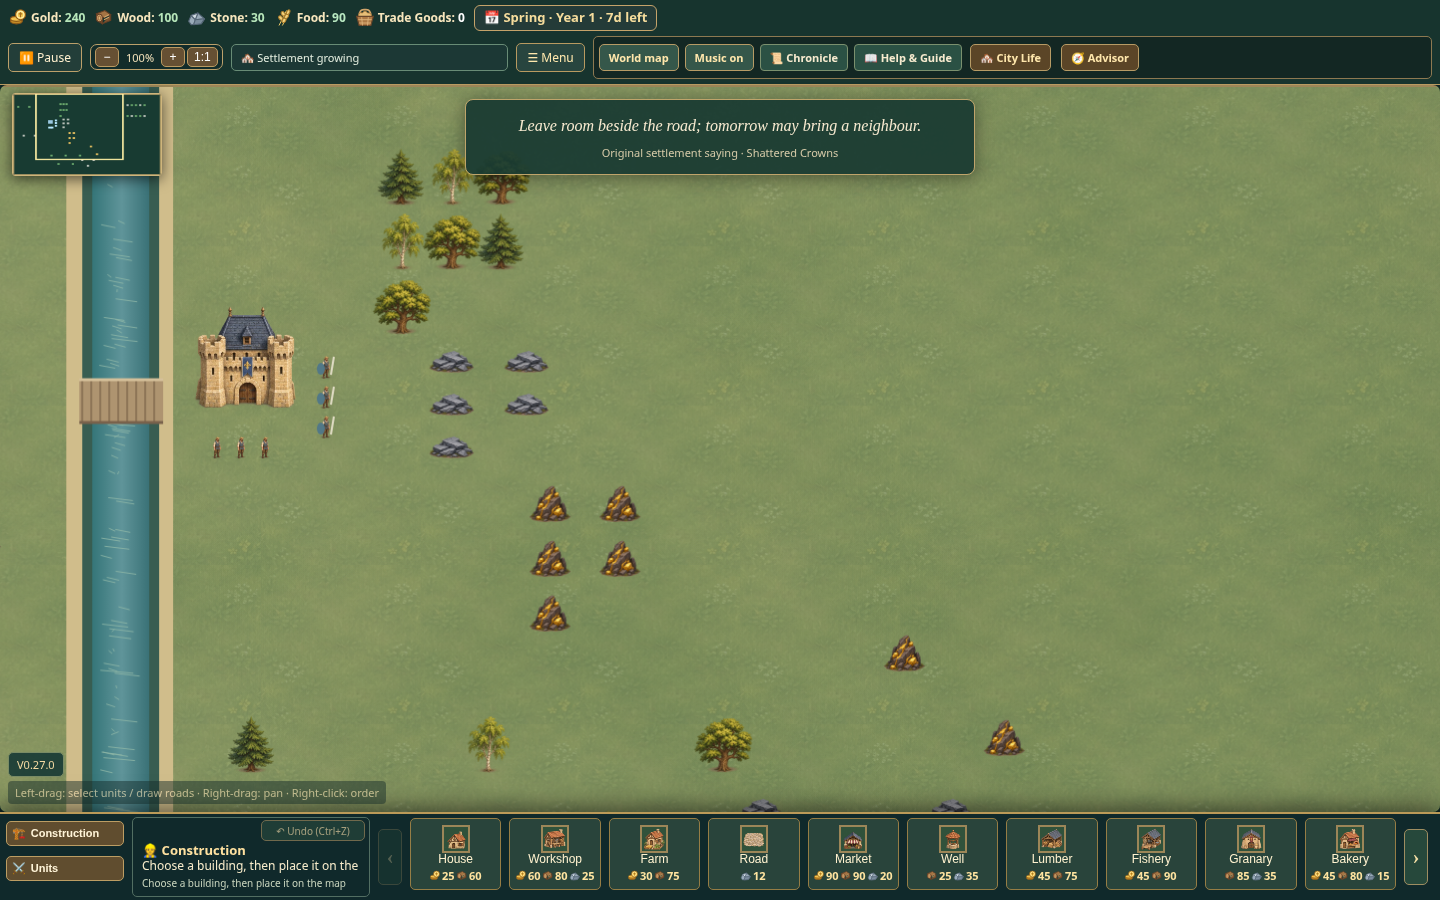 Gold: 240 Wood: 100 Stone: 30 Food: 90 Trade Goods: 0 Spring · Year 1 · 7d left
Pause − 100% + 1:1 Settlement growing ☰ Menu World map Music on Chronicle Help & Guide City Life Advisor
Leave room beside the road; tomorrow may bring a neighbour.
Original settlement saying · Shattered Crowns
V0.27.0
Left-drag: select units / draw roads · Right-drag: pan · Right-click: order
Construction
Units
↶ Undo (Ctrl+Z)
Construction
Choose a building, then place it on the
Choose a building, then place it on the map
‹
House
25 60
Workshop
60 80 25
Farm
30 75
Road
12
Market
90 90 20
Well
25 35
Lumber
45 75
Fishery
45 90
Granary
85 35
Bakery
45 80 15
›